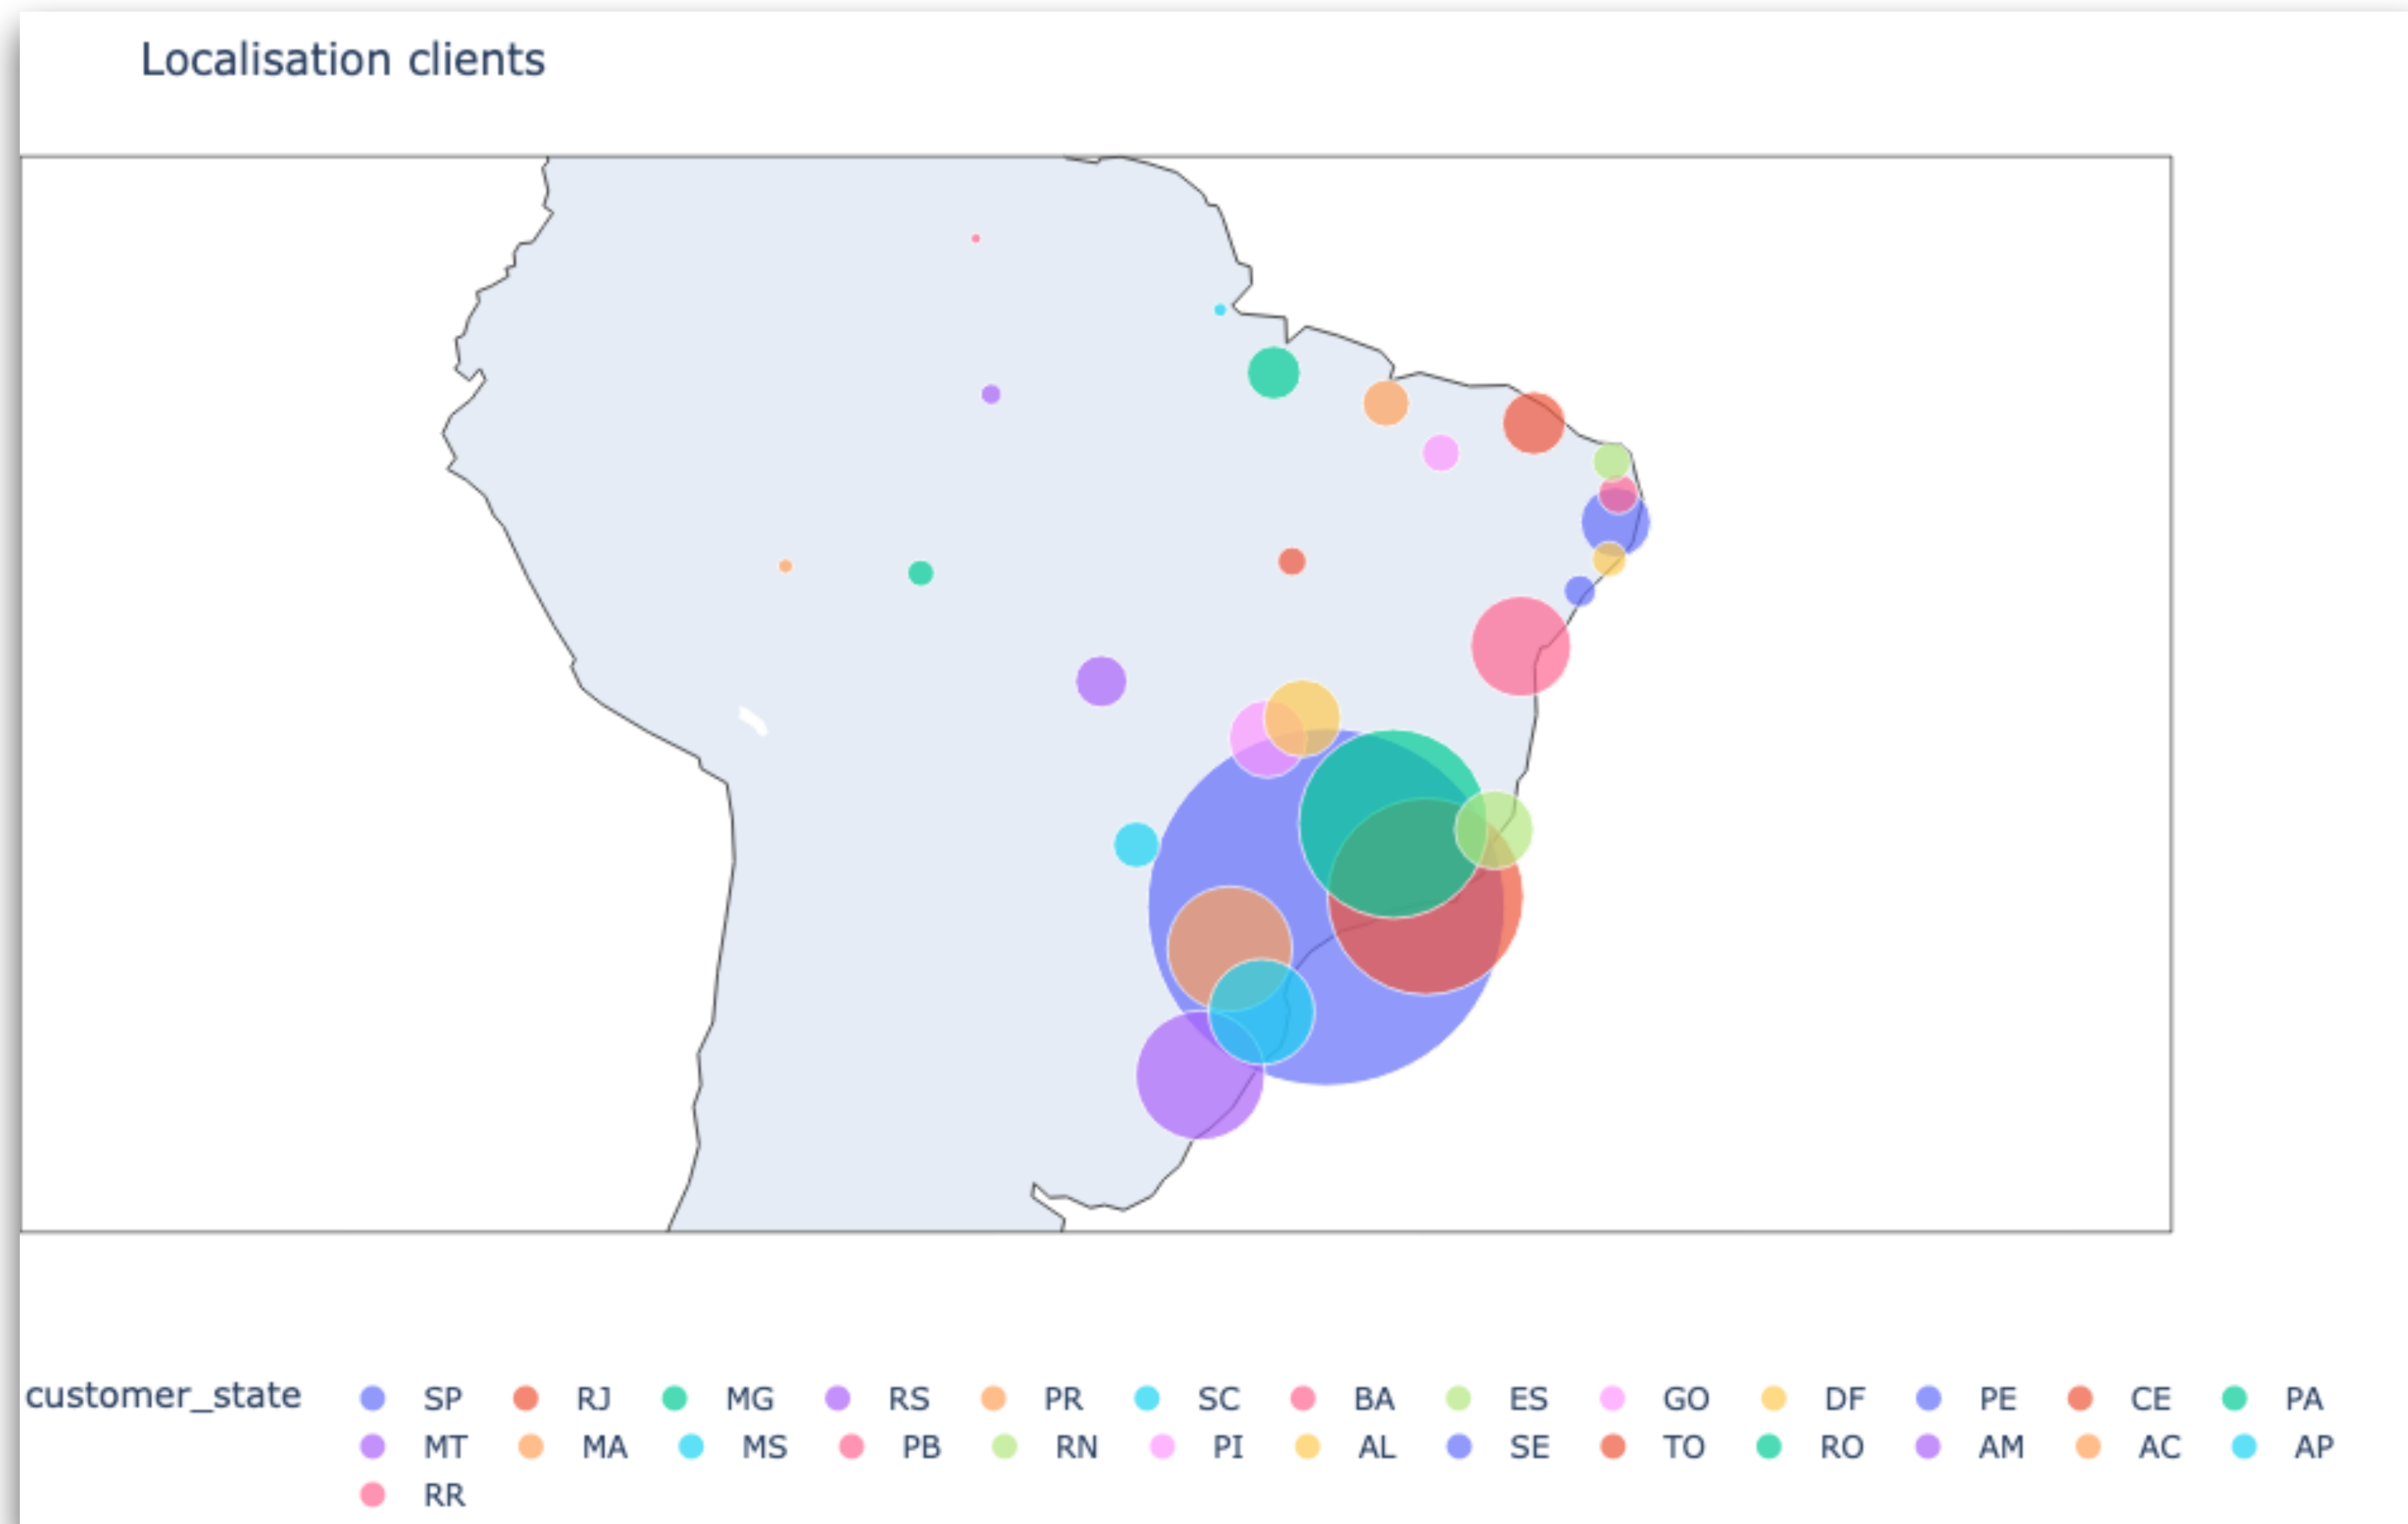 Localisation clients
customer_state SP RJ MG RS PR SC BA ES GO DF PE CE PA
MT MA MS PB RN PI AL SE TO RO AM AC AP
RR